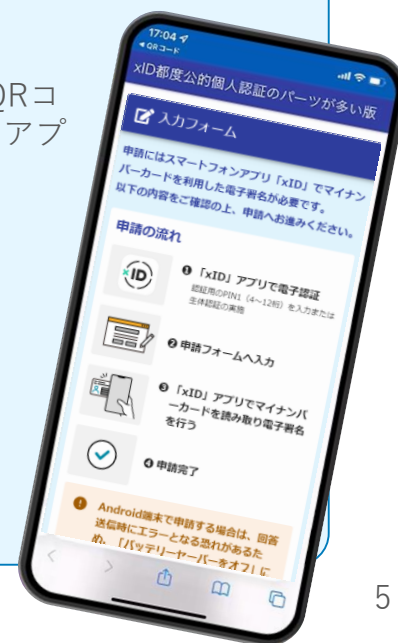 QRコ
アプ
17:04
QRコード
xID都度公的個人認証のパーツが多い版
入力フォーム
申請にはスマートフォンアプリ「xID」でマイナン
バーカードを利用した電子署名が必要です。
以下の内容をご確認の上、申請へお進みください。
申請の流れ
ID
❶「xID」アプリで電子認証
認証用のPIN1（4〜12桁）を入力または
生体認証の実施
❷ 申請フォームへ入力
❸「xID」アプリでマイナンバ
ーカードを読み取り電子署名
を行う
❹ 申請完了
Android端末で申請する場合は、回答
送信時にエラーとなる恐れがあるた
め、「バッテリーセーバーをオフ」に
5